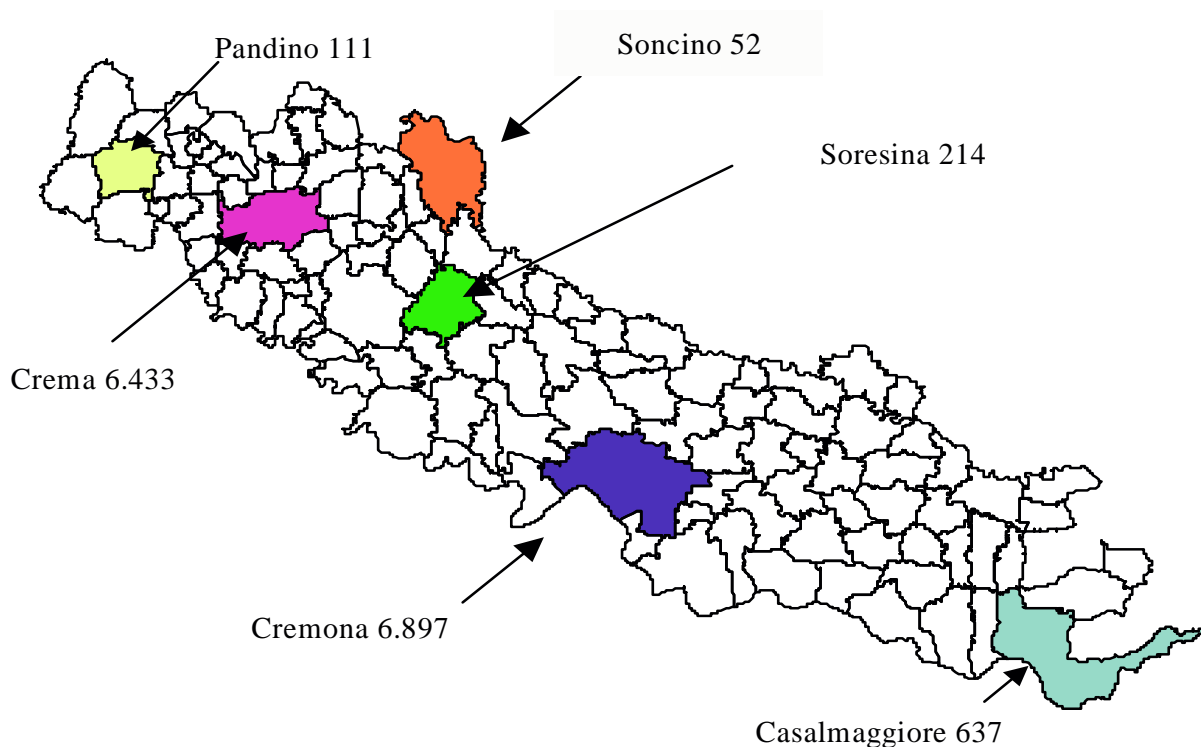 Pandino 111
Soncino 52
Soresina 214
Crema 6.433
Cremona 6.897
Casalmaggiore 637